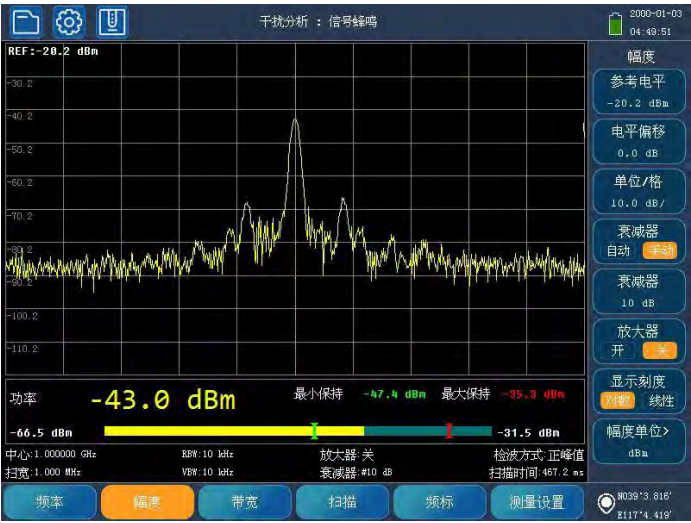 干扰分析 : 信号蜂鸣
2000-01-03
04:49:51
REF:-20.2 dBm
-30.2
-40.2
-50.2
-60.2
-70.2
-80.2
-90.2
-100.2
-110.2
幅度
参考电平
-20.2 dBm
电平偏移
0.0 dB
单位/格
10.0 dB/
衰减器
自动 手动
衰减器
10 dB
放大器
开 关
显示刻度
对数 线性
幅度单位>
dBm
功率 -43.0 dBm 最小保持 -47.4 dBm 最大保持 -35.3 dBm
-66.5 dBm -31.5 dBm
中心:1.000000 GHz RBW:10 kHz 放大器:关 检波方式:正峰值
扫宽:1.000 MHz VBW:10 kHz 衰减器:#10 dB 扫描时间:467.2 ms
频率 幅度 带宽 扫描 频标 测量设置
N039°3.816'
E117°4.419'